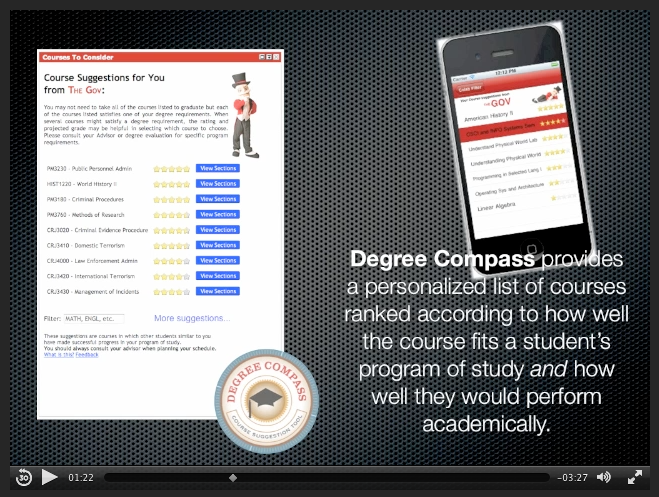 Courses To Consider
Course Suggestions for You
from THE GOV:
You may not need to take all of the courses listed to graduate but each
of the courses listed satisfies one of your degree requirements. When
several courses might satisfy a degree requirement, the rating and
projected grade may be helpful in selecting which course to choose.
Please consult your Advisor or degree evaluation for specific program
requirements.
PM3230 - Public Personnel Admin View Sections
HIST1220 - World History II View Sections
PM3180 - Criminal Procedures View Sections
PM3760 - Methods of Research View Sections
CRJ3020 - Criminal Evidence Procedure View Sections
CRJ3410 - Domestic Terrorism View Sections
CRJ4000 - Law Enforcement Admin View Sections
CRJ3420 - International Terrorism View Sections
CRJ3430 - Management of Incidents View Sections
Filter: MATH, ENGL, etc. More suggestions...
These suggestions are courses in which other students similar to you
have made successful progress in your program of study.
You should always consult your advisor when planning your schedule.
What is this? Feedback
DEGREE COMPASS
COURSE SUGGESTION TOOL
12:12 PM
THE GOV
American History II
Understand Physical World Lab
Understanding Physical World
Programming in Selected Lang I
Operating Sys and Architecture
Linear Algebra
Degree Compass provides
a personalized list of courses
ranked according to how well
the course fits a student's
program of study and how
well they would perform
academically.
30
01:22
-03:27